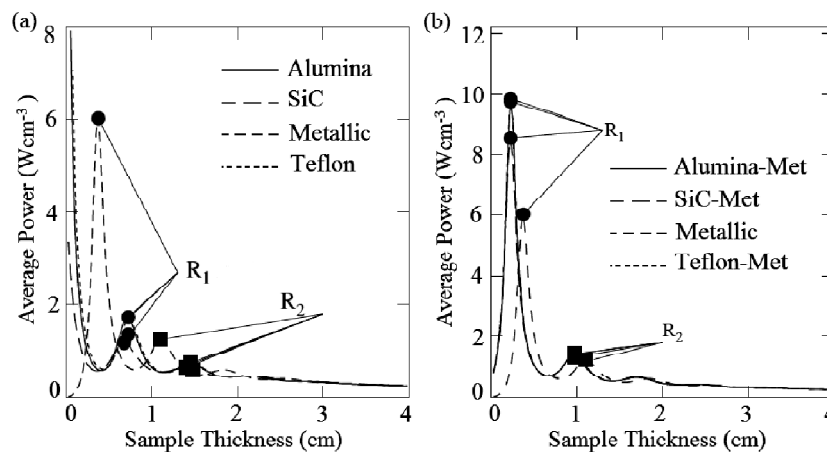 (a)
8
6
4
2
0
Average Power (Wcm-3)
Alumina
SiC
Metallic
Teflon
R1
R2
0 1 2 3 4
Sample Thickness (cm)
(b)
12
10
8
6
4
2
0
Average Power (Wcm-3)
R1
Alumina-Met
SiC-Met
Metallic
Teflon-Met
R2
0 1 2 3 4
Sample Thickness (cm)